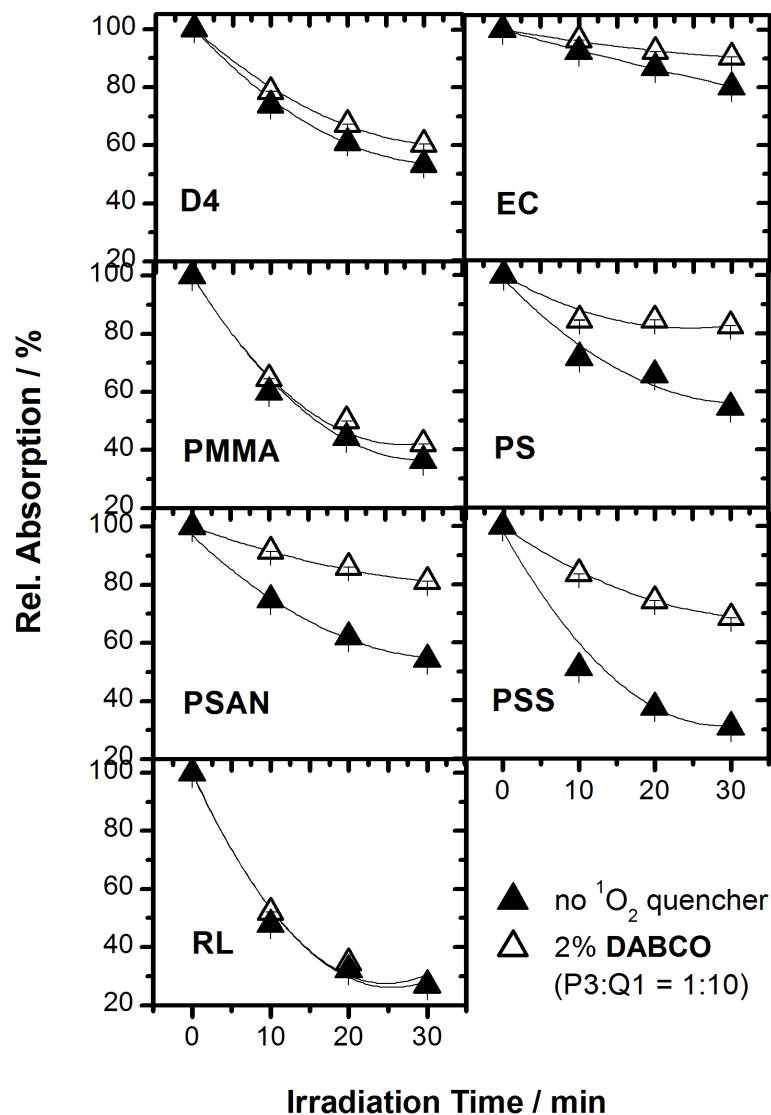 100
80
60
40
20
D4
EC
100
80
60
40
20
PMMA
PS
100
80
60
40
20
PSAN
PSS
0 10 20 30
100
80
60
40
20
RL
0 10 20 30
no ¹O₂ quencher
2% DABCO
(P3:Q1 = 1:10)
Rel. Absorption / %
Irradiation Time / min